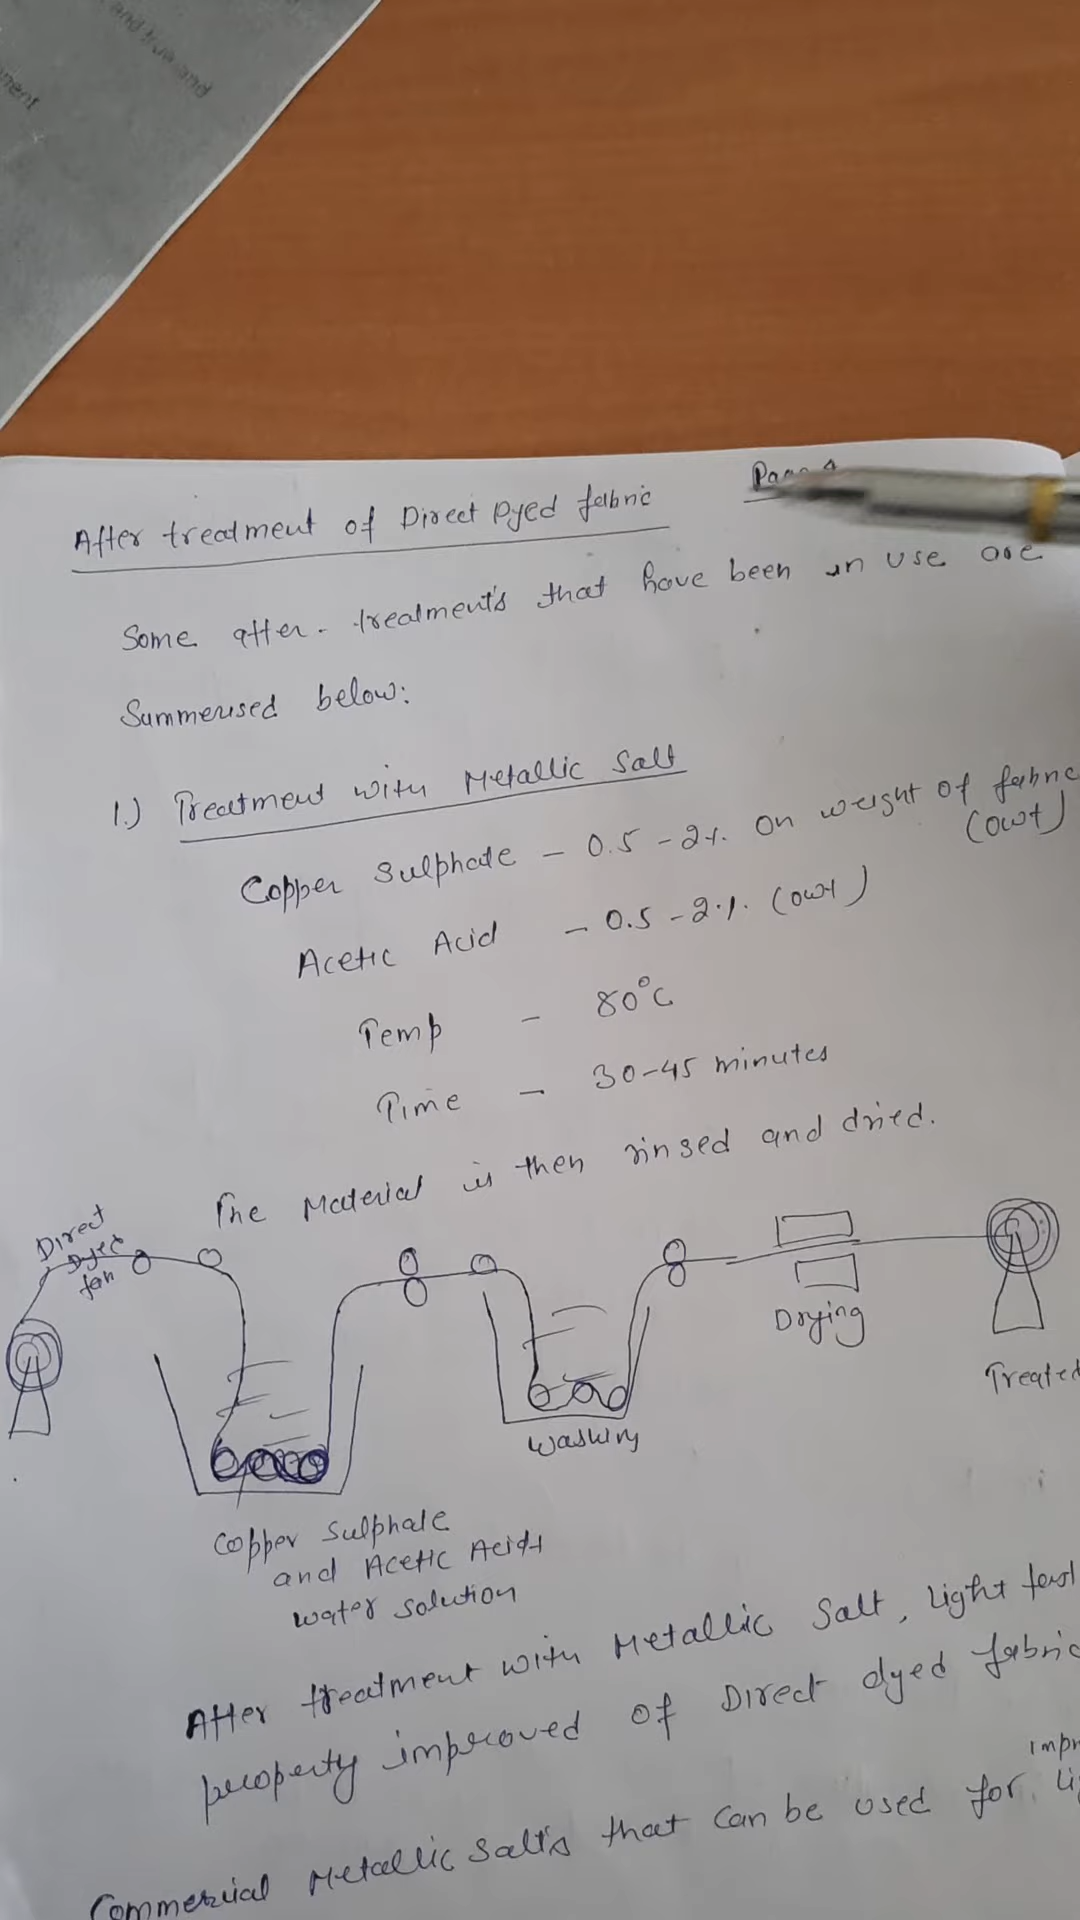 After treatment of Direct Dyed fabric
Some after-treatment's that have been in use are
Summerised below:
1.) Treatment with Metallic Salt
Copper Sulphate - 0.5-2%. On weight of fabric
(owt)
Acetic Acid - 0.5-2%. (owt)
Temp - 80°C
Time - 30-45 minutes
The Material is then rinsed and dried.
Direct
Dyed
Drying
Treated
Washing
Copper Sulphate
and Acetic Acid
water solution
After treatment with Metallic Salt, Light
property improved of Direct dyed fabric
Commercial Metallic Salt's that can be used for